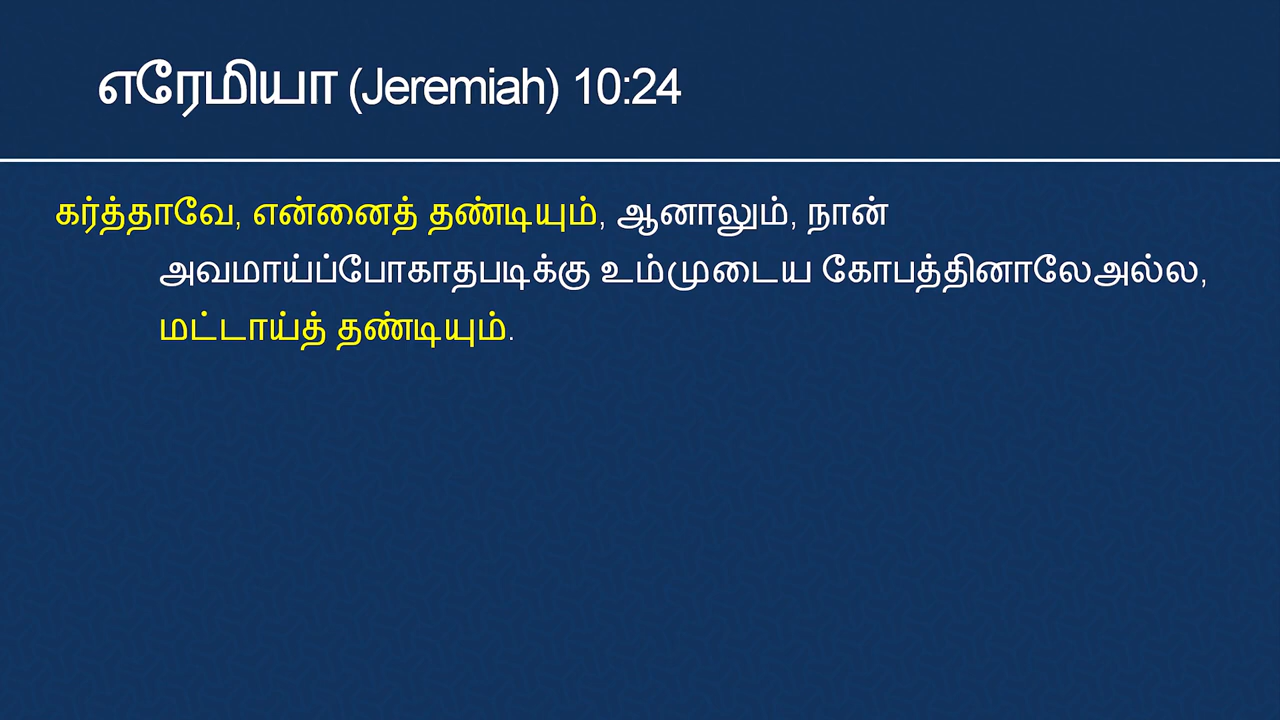 எரேமியா (Jeremiah) 10:24
கர்த்தாவே, என்னைத் தண்டியும், ஆனாலும், நான்
அவமாய்ப்போகாதபடிக்கு உம்முடைய கோபத்தினாலேஅல்ல,
மட்டாய்த் தண்டியும்.